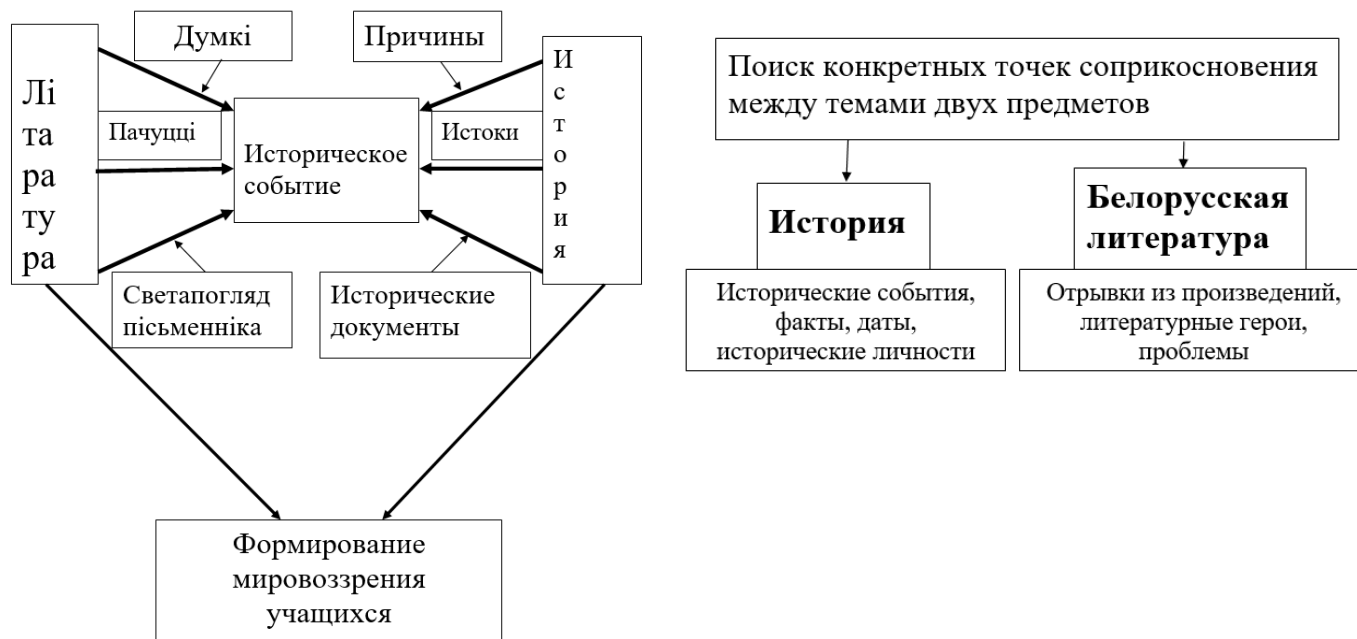 Лі
та
ра
ту
ра
Думкі
Пачуцці
Светапогляд
пісьменніка
Историческое
событие
Причины
Истоки
Исторические
документы
И
с
т
о
р
и
я
Формирование
мировоззрения
учащихся
Поиск конкретных точек соприкосновения
между темами двух предметов
История
Исторические события,
факты, даты,
исторические личности
Белорусская
литература
Отрывки из произведений,
литературные герои,
проблемы